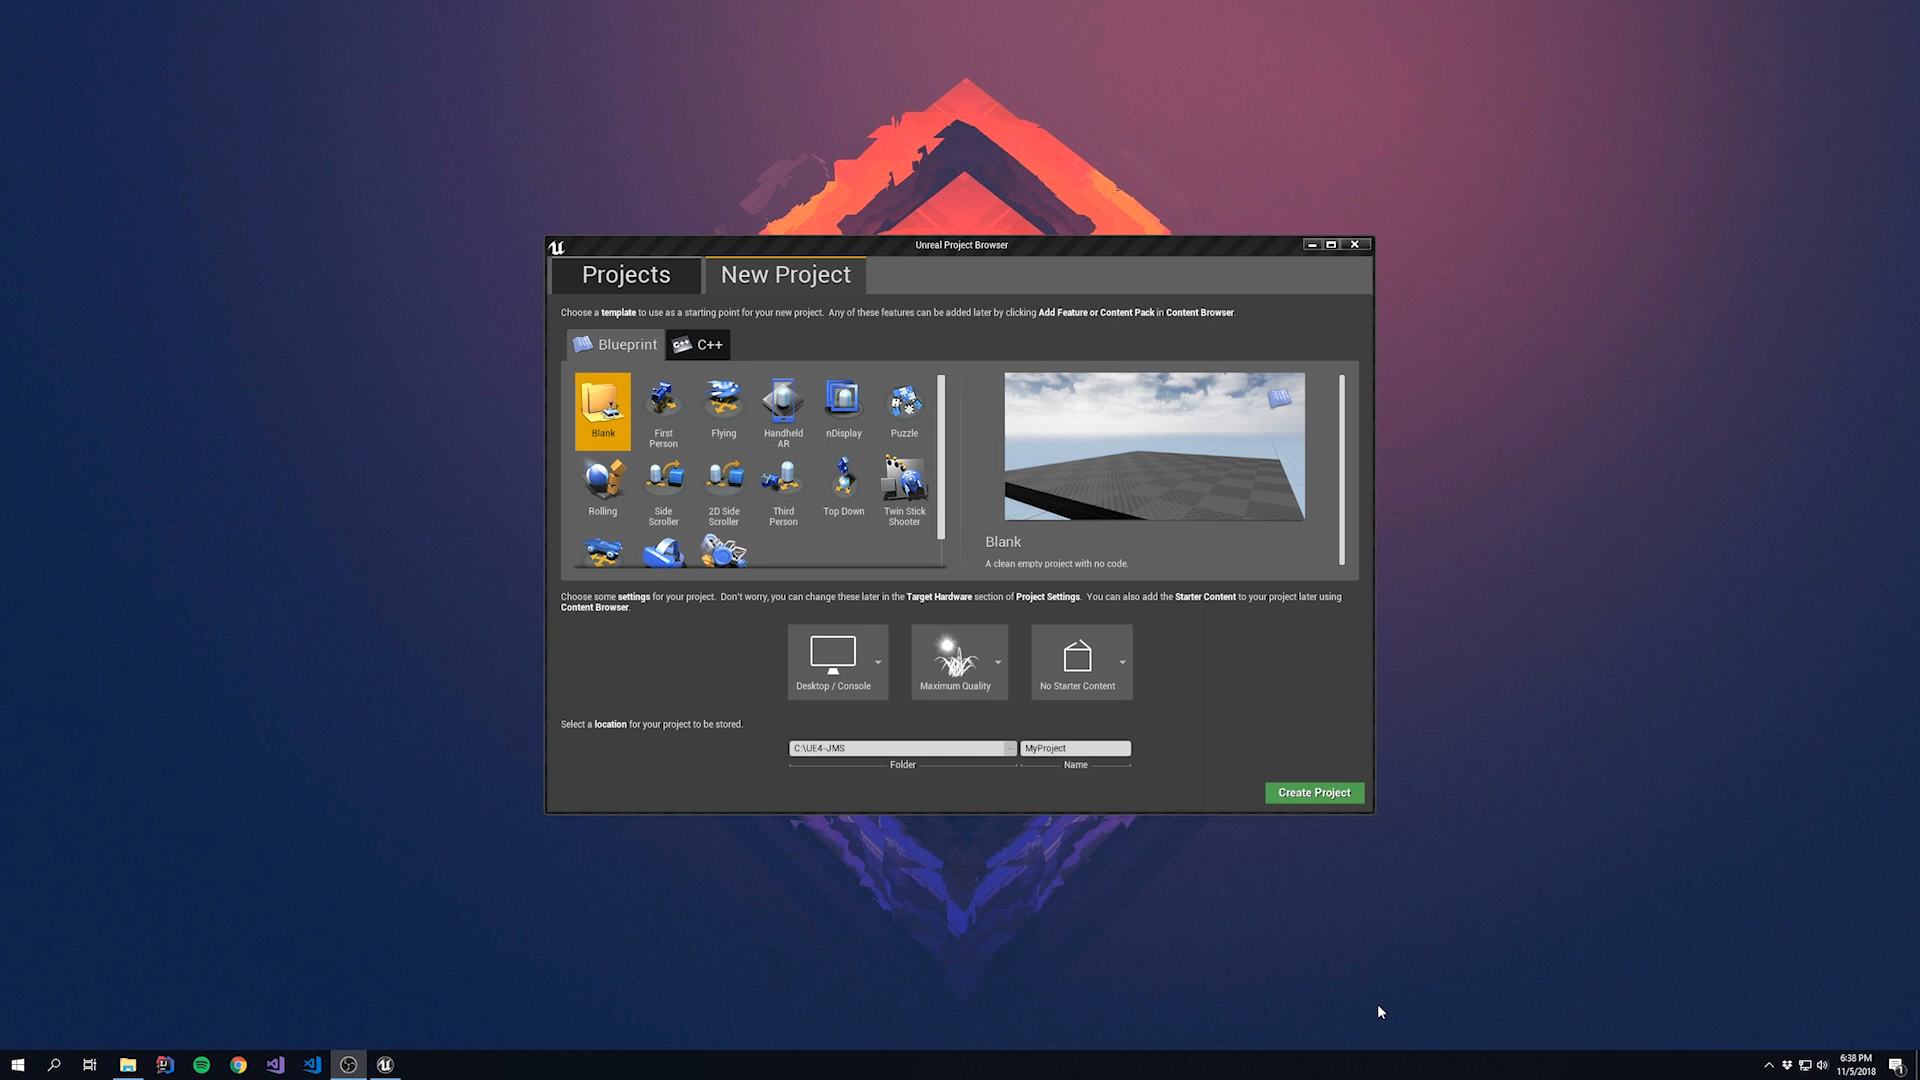 Unreal Project Browser
Projects
New Project
Choose a template to use as a starting point for your new project. Any of these features can be added later by clicking Add Feature or Content Pack in Content Browser.
Blueprint
C++
Blank
First
Person
Flying
Handheld
AR
nDisplay
Puzzle
Rolling
Side
Scroller
2D Side
Scroller
Third
Person
Top Down
Twin Stick
Shooter
Blank
A clean empty project with no code.
Choose some settings for your project. Don't worry, you can change these later in the Target Hardware section of Project Settings. You can also add the Starter Content to your project later using
Content Browser.
Desktop / Console
Maximum Quality
No Starter Content
Select a location for your project to be stored.
C:\UE4-JMS
...
MyProject
Folder
Name
Create Project
6:38 PM
11/5/2018
1